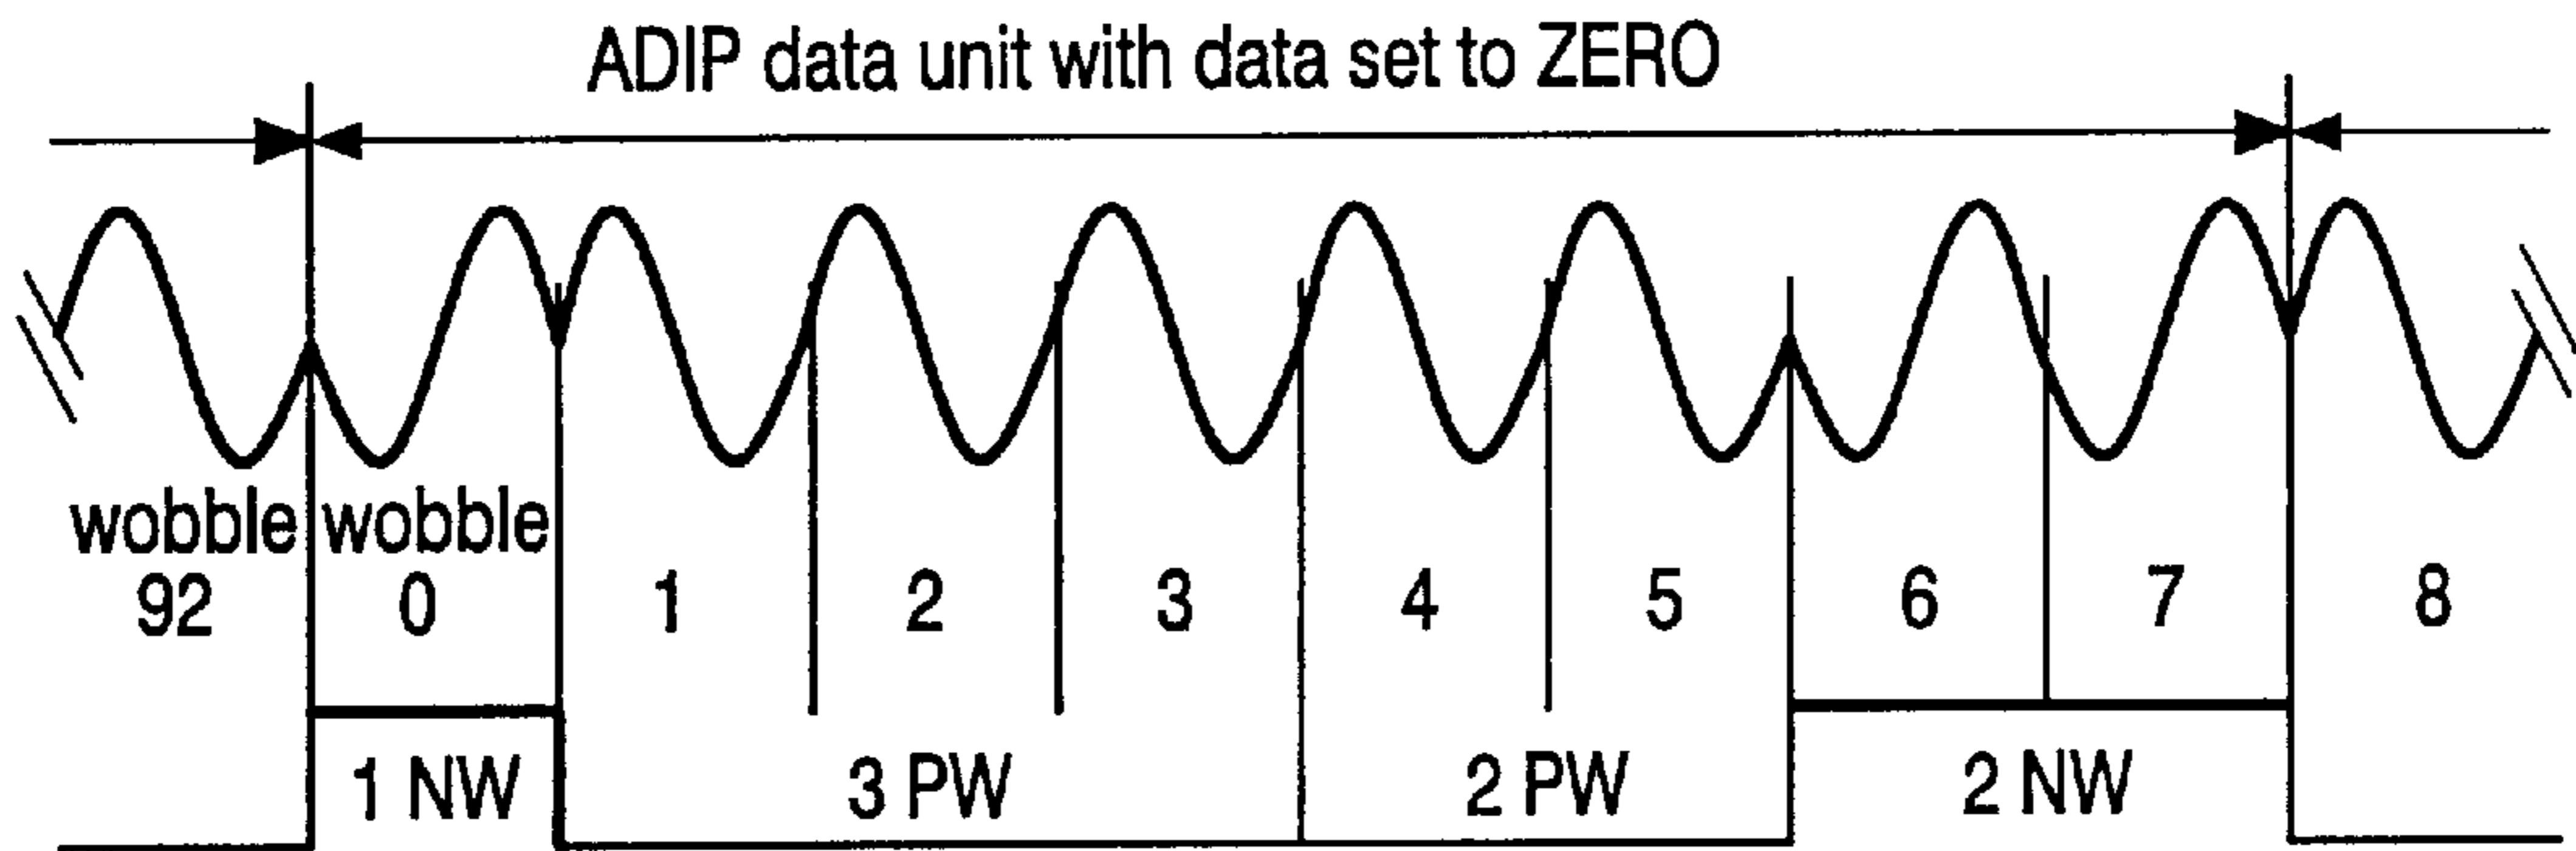 ADIP data unit with data set to ZERO
wobble wobble
92 0 1 2 3 4 5 6 7 8
1 NW 3 PW 2 PW 2 NW